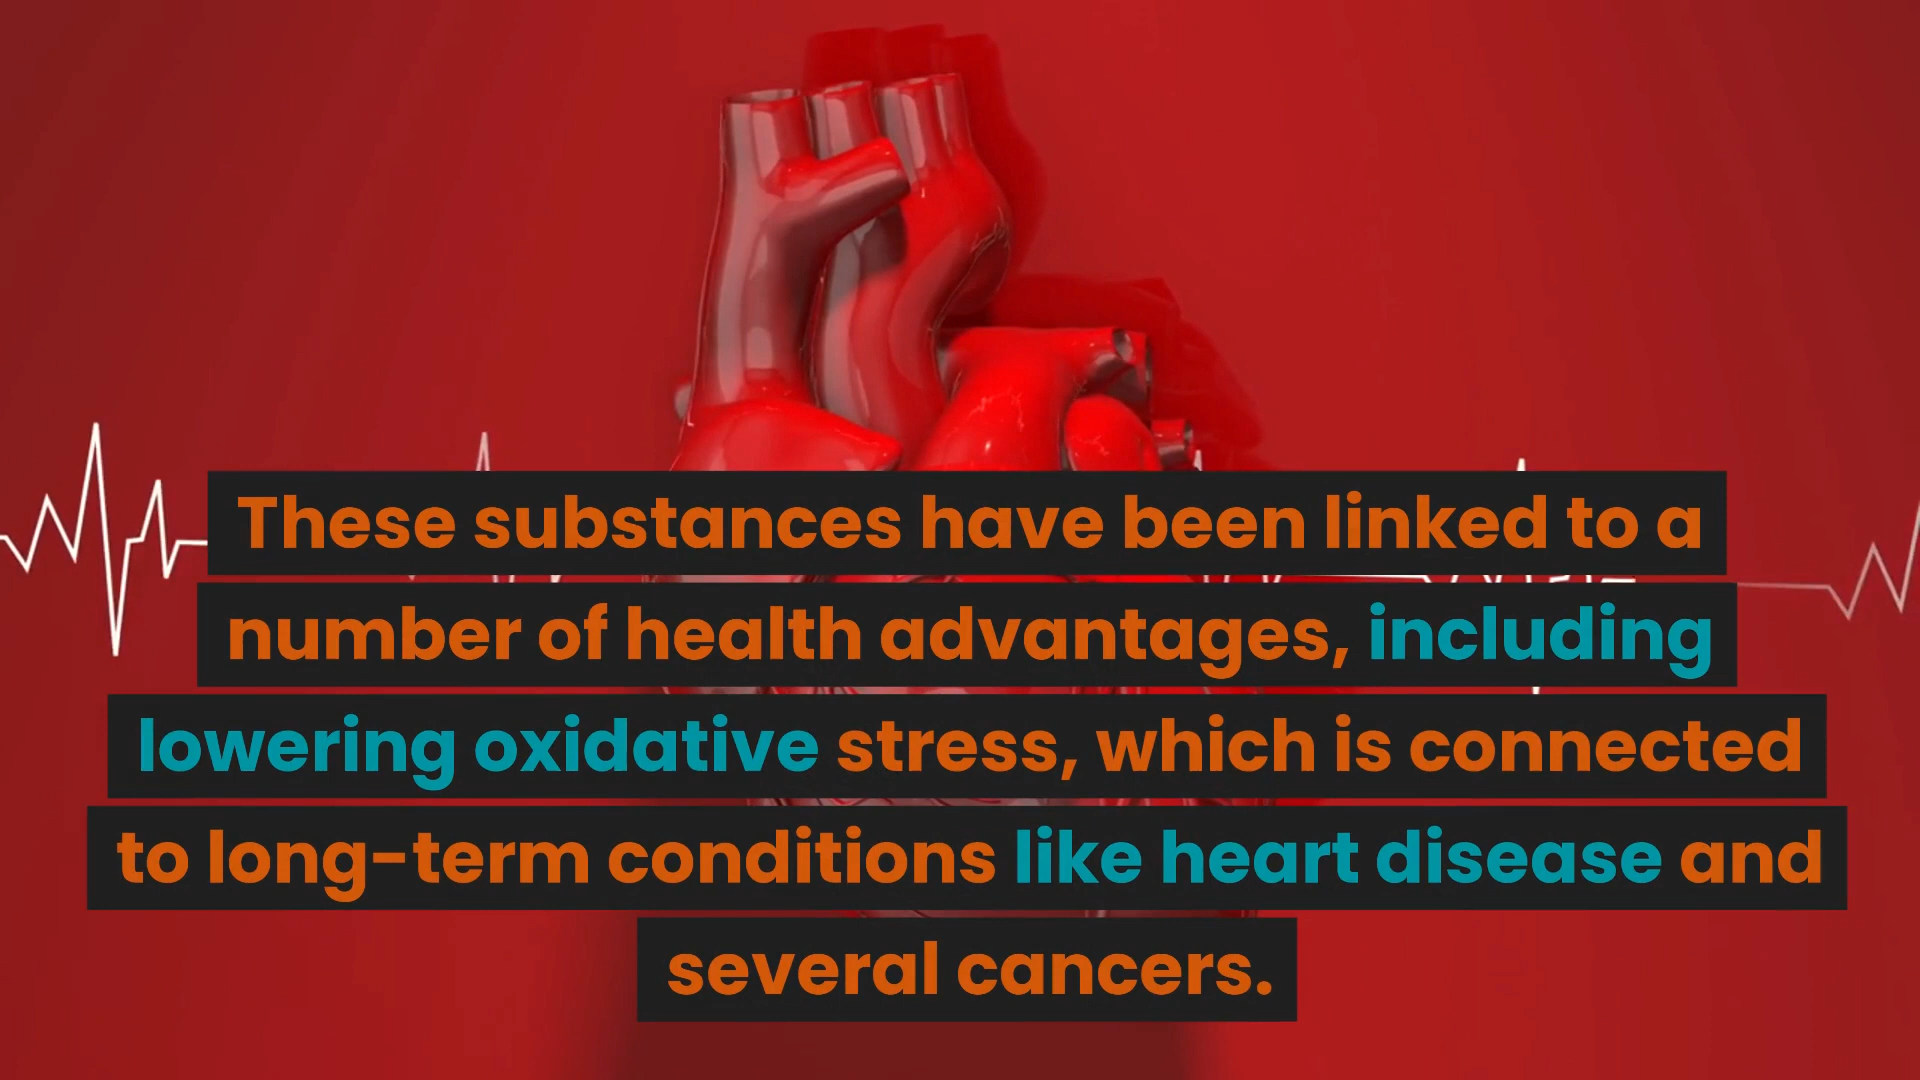 These substances have been linked to a
number of health advantages, including
lowering oxidative stress, which is connected
to long-term conditions like heart disease and
several cancers.